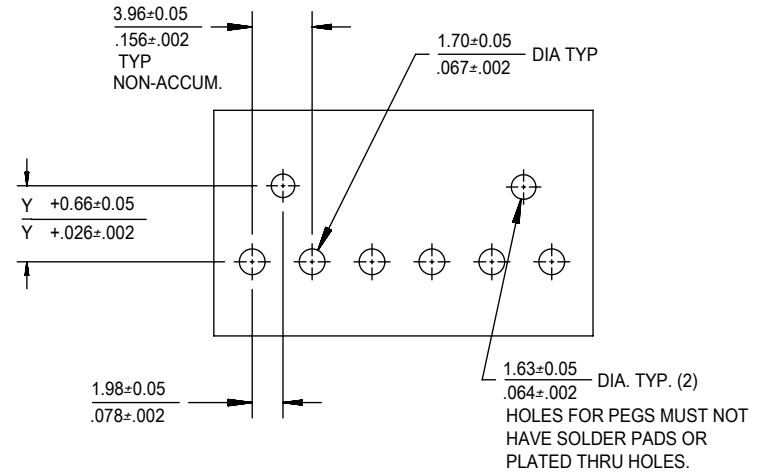 3.96±0.05
.156±.002
TYP
NON-ACCUM.
1.70±0.05
.067±.002
DIA TYP
Y +0.66±0.05
Y +.026±.002
1.98±0.05
.078±.002
1.63±0.05
.064±.002
DIA. TYP. (2)
HOLES FOR PEGS MUST NOT
HAVE SOLDER PADS OR
PLATED THRU HOLES.